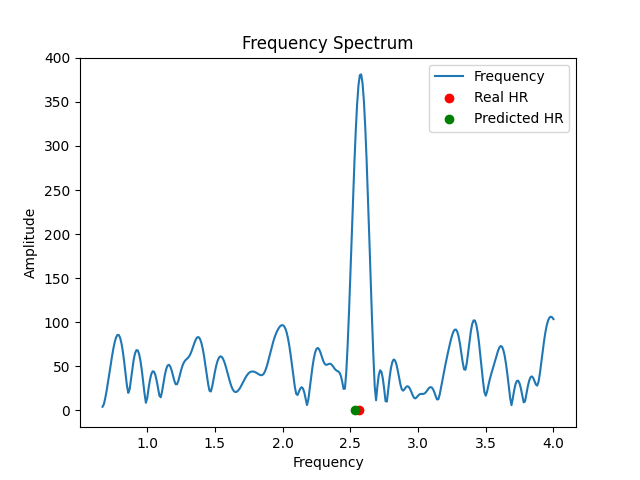 Frequency Spectrum
400
350
300
250
200
150
100
50
0
Amplitude
Frequency
Real HR
Predicted HR
1.0 1.5 2.0 2.5 3.0 3.5 4.0
Frequency